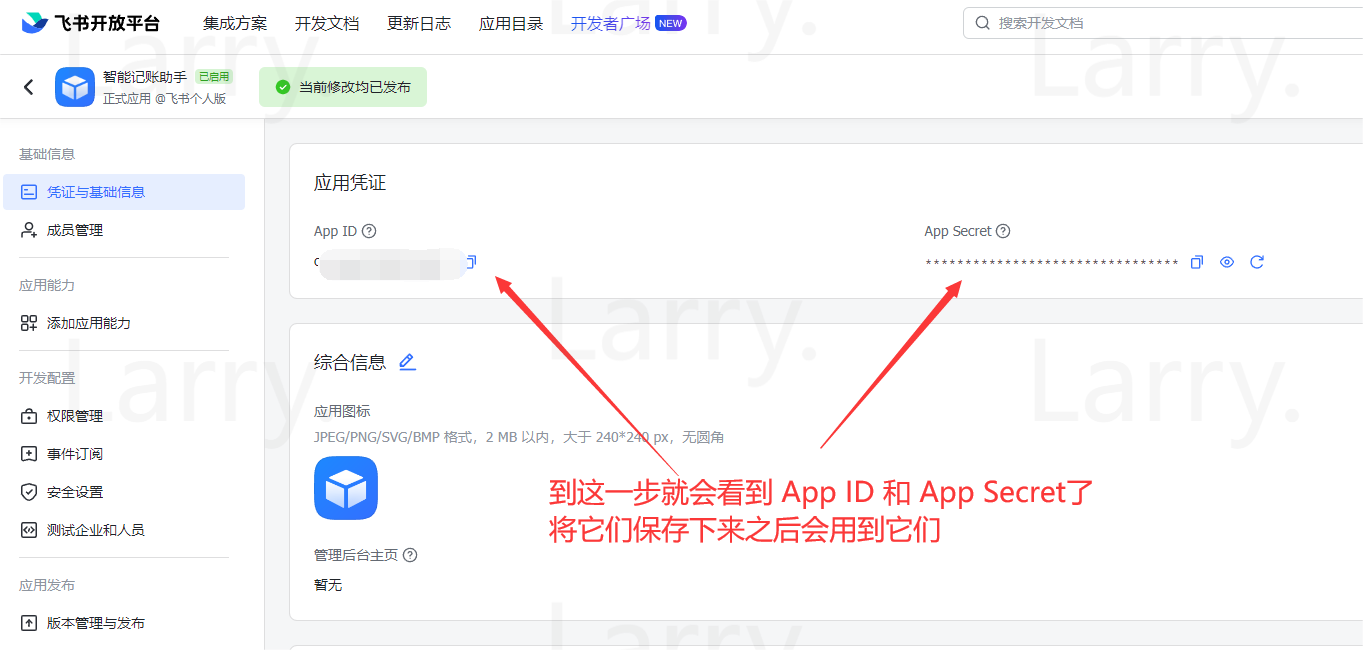 飞书开放平台 集成方案 开发文档 更新日志 应用目录 开发者广场 NEW 搜索开发文档
智能记账助手 已启用
正式应用 @飞书个人版
当前修改均已发布
基础信息
凭证与基础信息
成员管理
应用能力
添加应用能力
开发配置
权限管理
事件订阅
安全设置
测试企业和人员
应用发布
版本管理与发布
应用凭证
App ID App Secret
c ********************************
综合信息
应用图标
JPEG/PNG/SVG/BMP 格式，2 MB 以内，大于 240*240 px，无圆角
到这一步就会看到 App ID 和 App Secret了
将它们保存下来之后会用到它们
管理后台主页
暂无
Larry.
Larry.
Larry.
Larry.
Larry.
Larry.